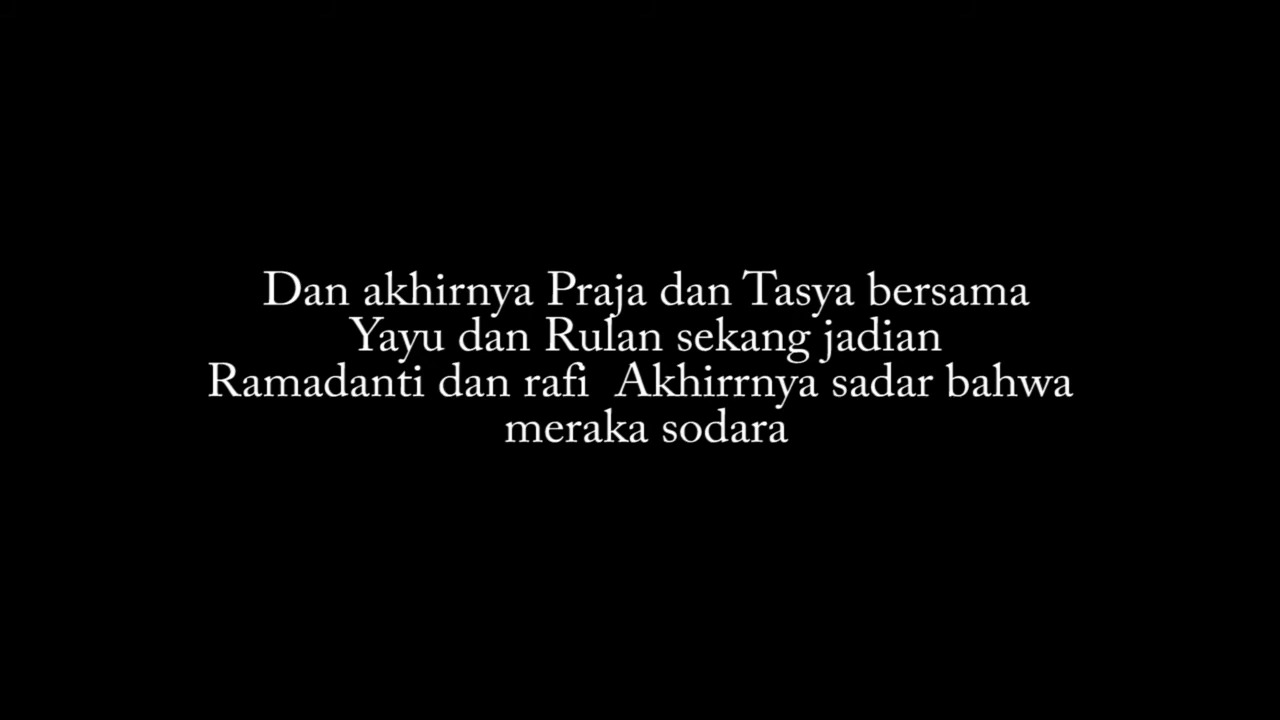 Dan akhirnya Praja dan Tasya bersama
Yayu dan Rulan sekang jadian
Ramadanti dan rafi  Akhirrnya sadar bahwa
meraka sodara